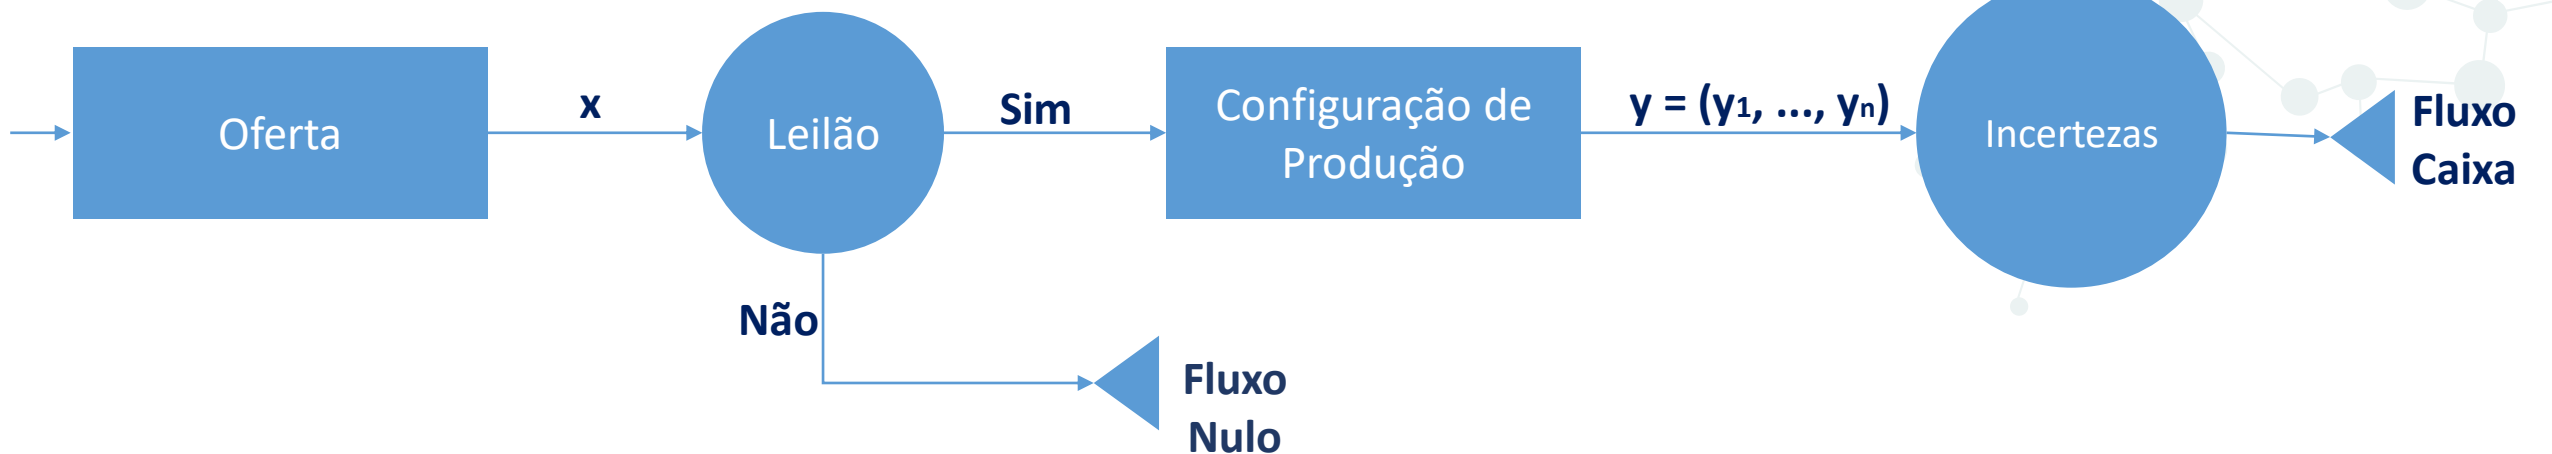 Oferta
x
Leilão
Sim
Configuração de
Produção
y = (y1, ..., yn)
Incertezas
Fluxo
Caixa
Não
Fluxo
Nulo